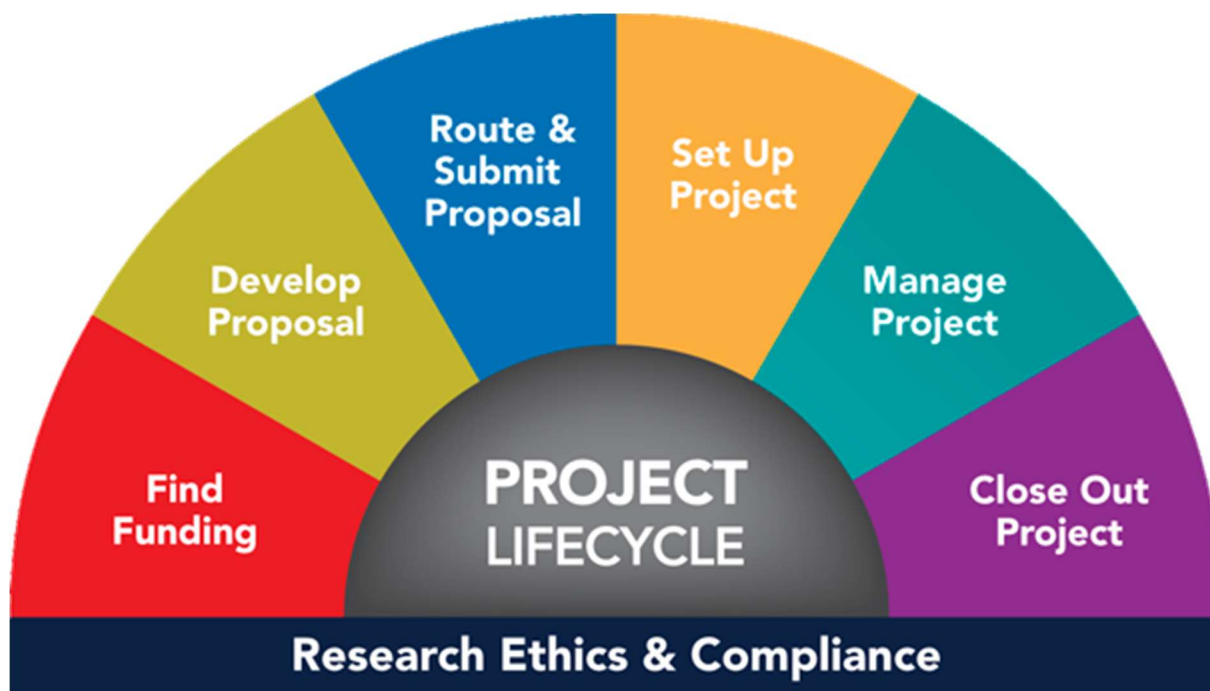 Find
Funding
Develop
Proposal
Route &
Submit
Proposal
Set Up
Project
Manage
Project
Close Out
Project
PROJECT
LIFECYCLE
Research Ethics & Compliance